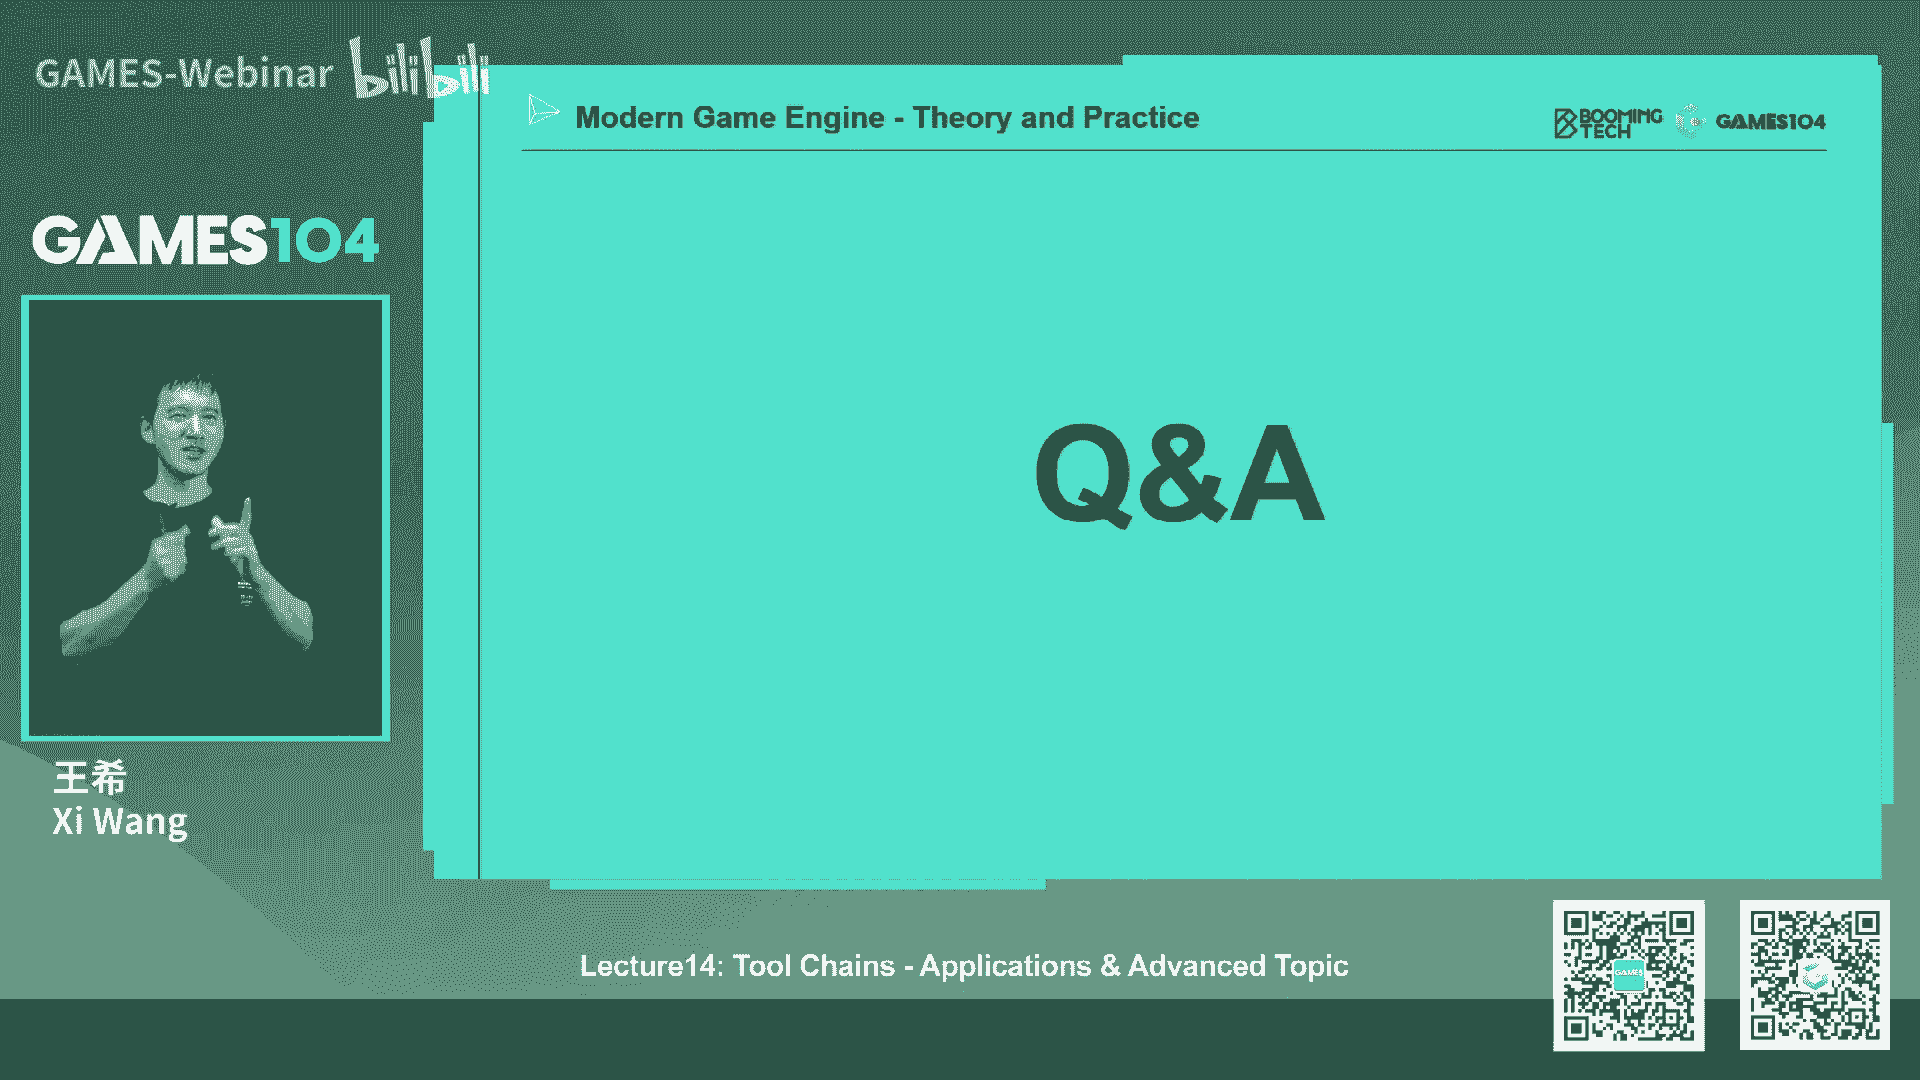 GAMES-Webinar bilibili
Modern Game Engine - Theory and Practice
BOOMING TECH
GAMES104
GAMES104
Q&A
王希
Xi Wang
Lecture14: Tool Chains - Applications & Advanced Topic
GAMES